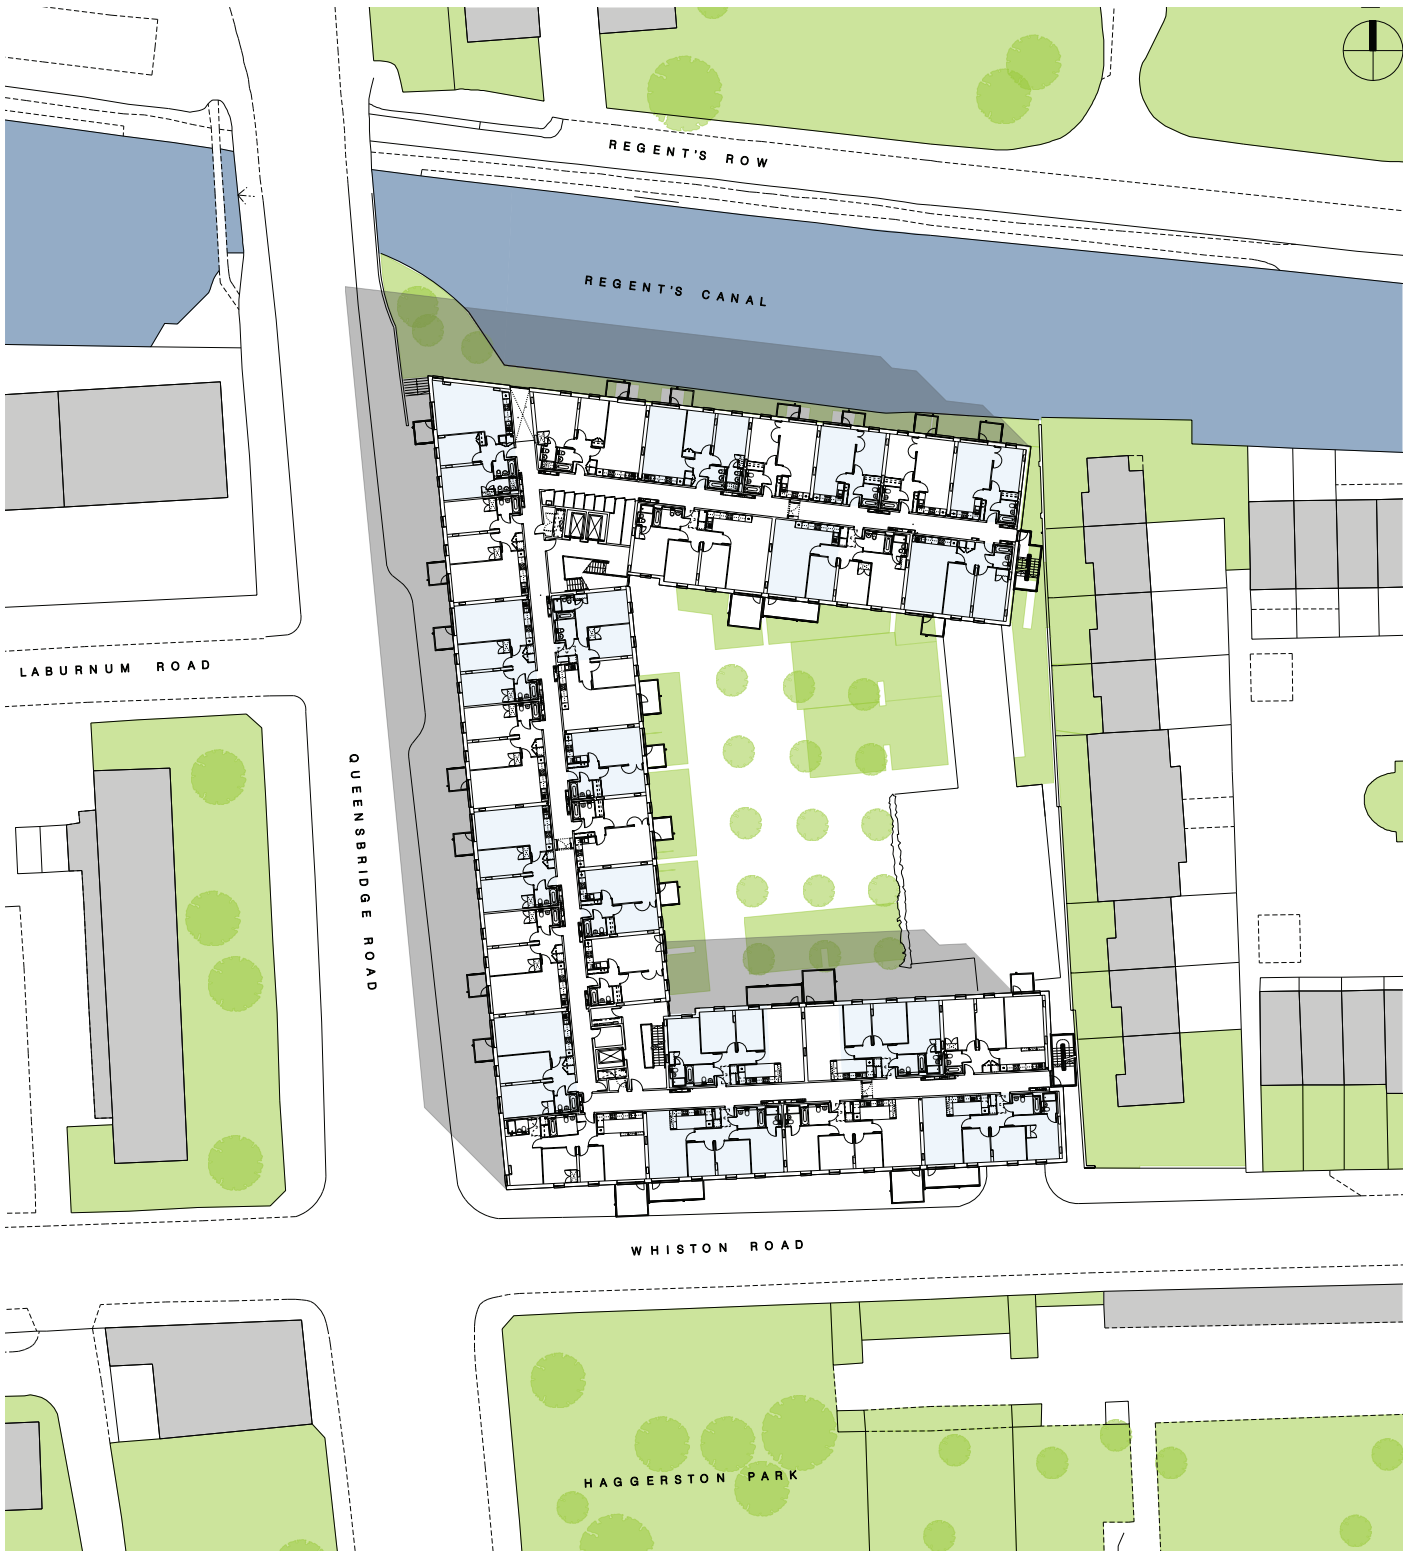 REGENT'S ROW
REGENT'S CANAL
LABURNUM ROAD
QUEENSBRIDGE ROAD
WHISTON ROAD
HAGGERSTON PARK